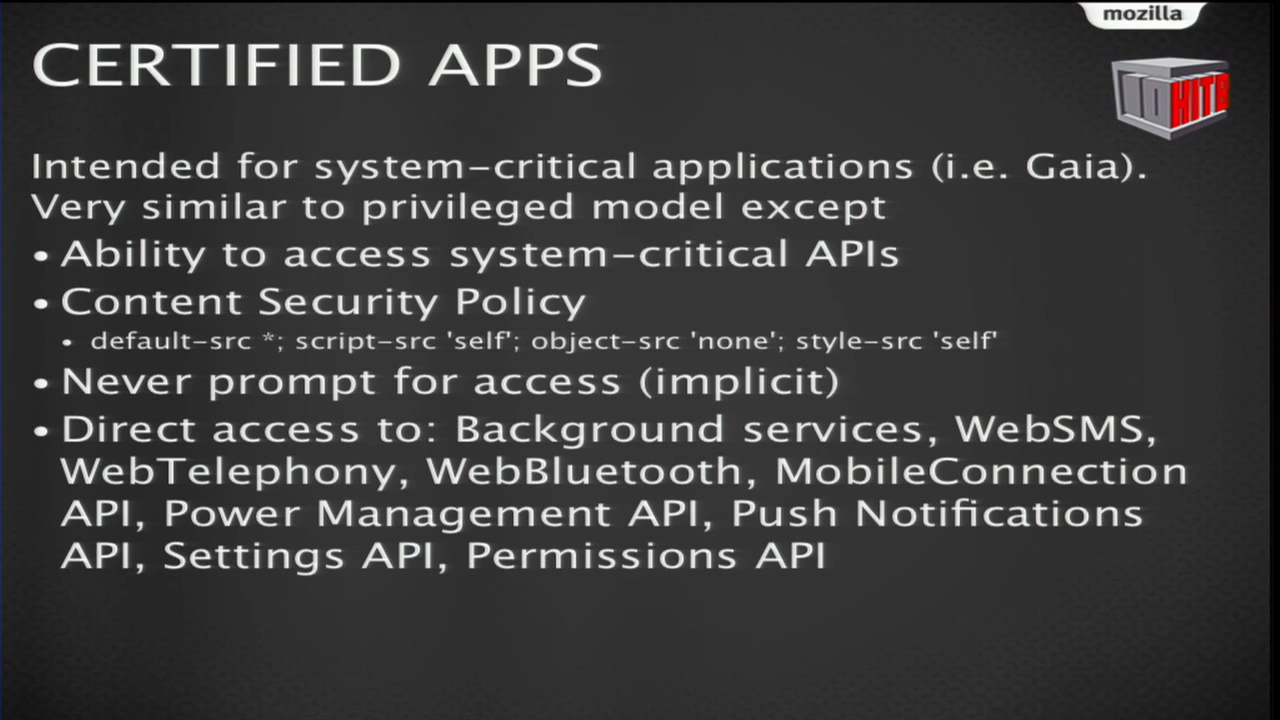 mozilla
CERTIFIED APPS
10 HITB
Intended for system-critical applications (i.e. Gaia).
Very similar to privileged model except
• Ability to access system-critical APIs
• Content Security Policy
• default-src *; script-src 'self'; object-src 'none'; style-src 'self'
• Never prompt for access (implicit)
• Direct access to: Background services, WebSMS,
WebTelephony, WebBluetooth, MobileConnection
API, Power Management API, Push Notifications
API, Settings API, Permissions API